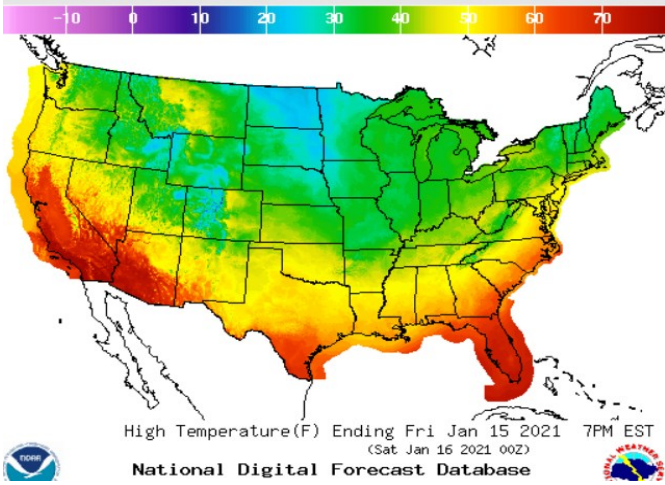 -10 0 10 20 30 40 50 60 70
High Temperature(F) Ending Fri Jan 15 2021 7PM EST
(Sat Jan 16 2021 00Z)
National Digital Forecast Database
NOAA